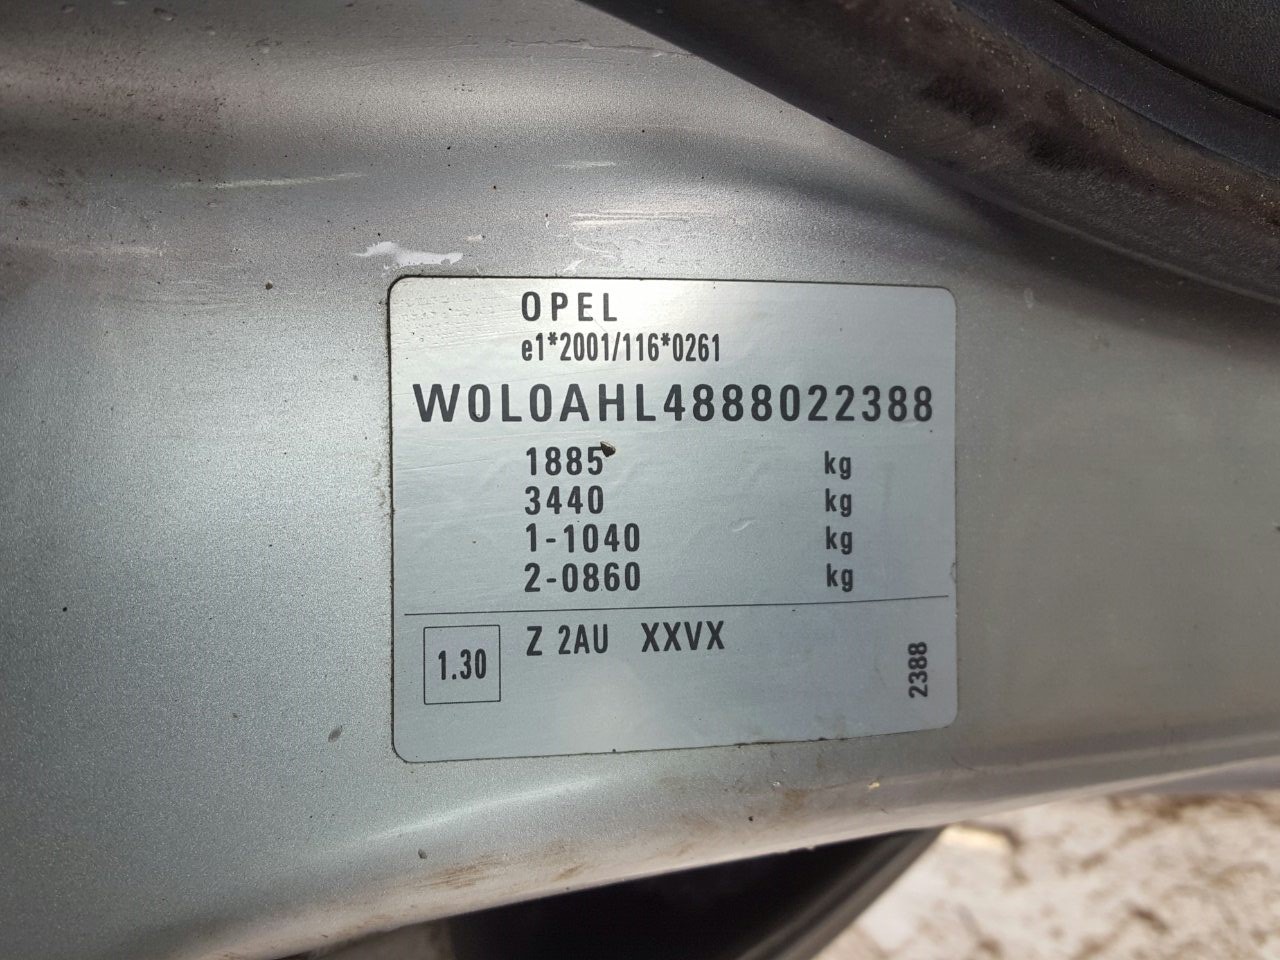 OPEL
e1*2001/116*0261
W0L0AHL4888022388
1885 kg
3440 kg
1-1040 kg
2-0860 kg
1.30 Z 2AU XXVX
2388